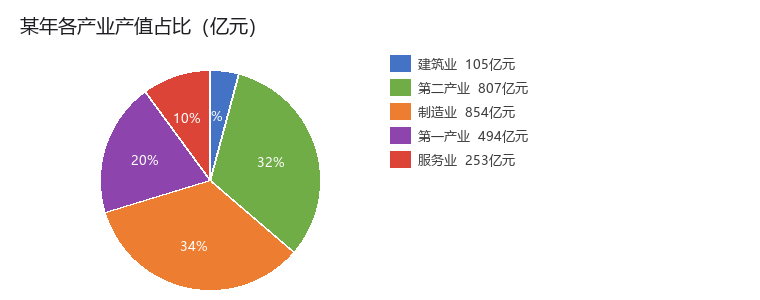 某年各产业产值占比（亿元）
建筑业 105亿元
第二产业 807亿元
制造业 854亿元
第一产业 494亿元
服务业 253亿元
%
10%
32%
20%
34%